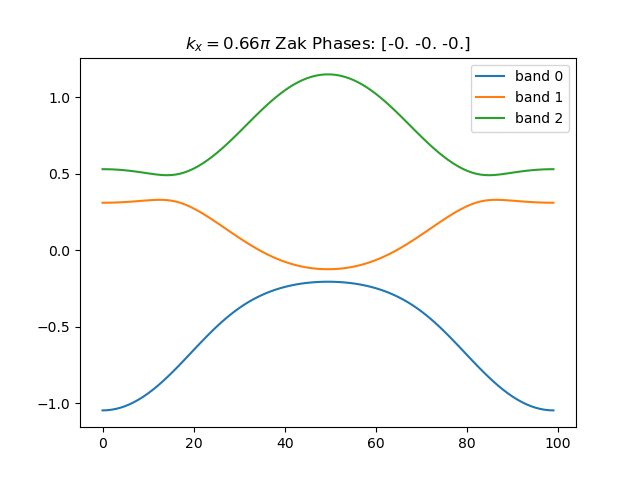 $k_x = 0.66\pi$ Zak Phases: [-0. -0. -0.]
band 0
band 1
band 2
1.0
0.5
0.0
−0.5
−1.0
0 20 40 60 80 100